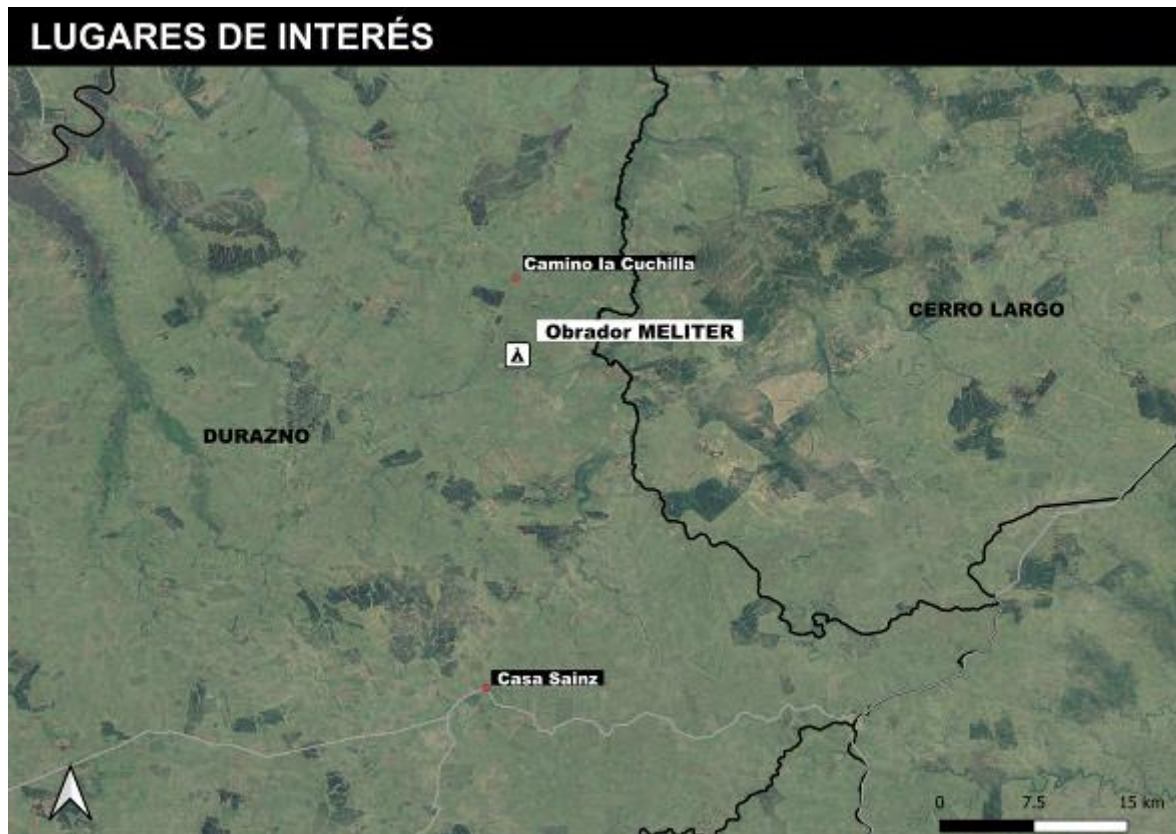 LUGARES DE INTERÉS
Camino la Cuchilla
CERRO LARGO
Obrador MELITER
DURAZNO
Casa Sainz
0 7.5 15 km